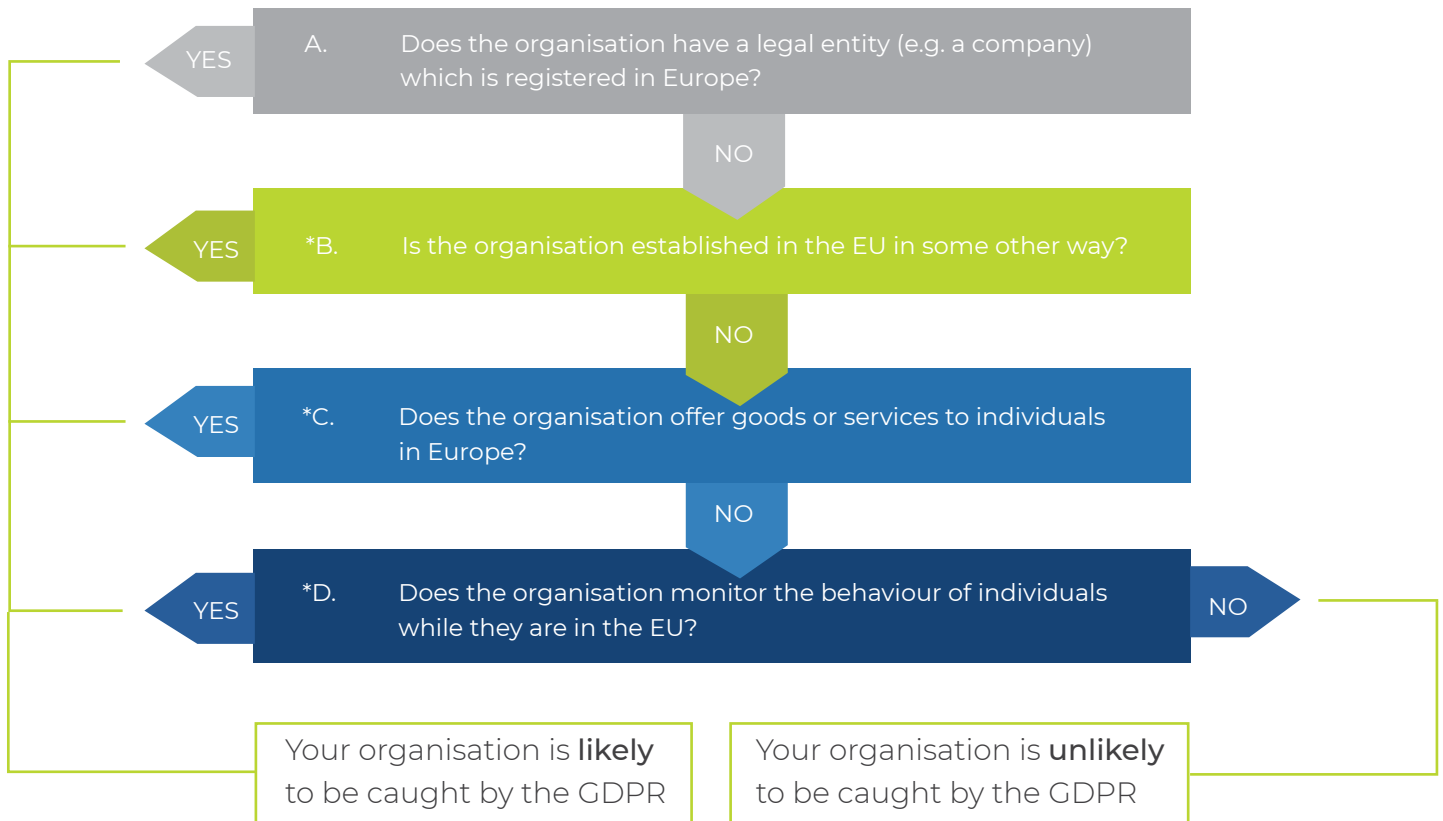 YES
A. Does the organisation have a legal entity (e.g. a company)
which is registered in Europe?
NO
YES
*B. Is the organisation established in the EU in some other way?
NO
YES
*C. Does the organisation offer goods or services to individuals
in Europe?
NO
YES
*D. Does the organisation monitor the behaviour of individuals
while they are in the EU?
NO
Your organisation is likely
to be caught by the GDPR
Your organisation is unlikely
to be caught by the GDPR